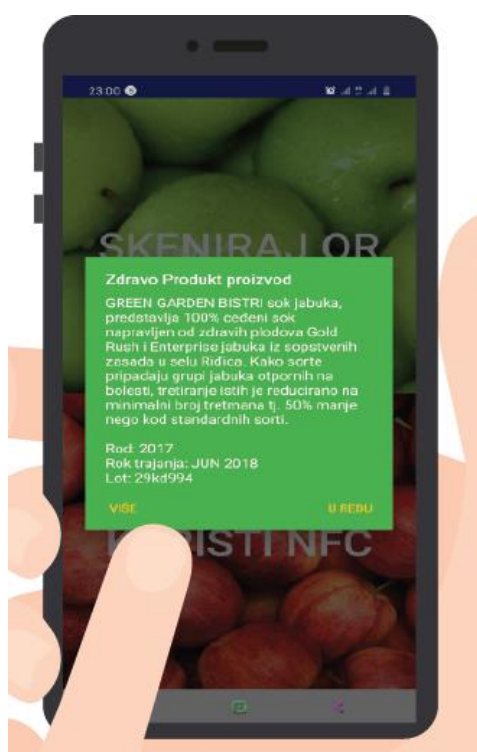 23:00
SKENIRAJ QR
Zdravo Produkt proizvod
GREEN GARDEN BISTRI sok jabuka,
predstavlja 100% ceđeni sok
napravljen od zdravih plodova Gold
Rush i Enterprise jabuka iz sopstvenih
zasada u selu Riđica. Kako sorte
pripadaju grupi jabuka otpornih na
bolesti, tretiranje istih je reducirano na
minimalni broj tretmana tj. 50% manje
nego kod standardnih sorti.
Rod: 2017
Rok trajanja: JUN 2018
Lot: 29kd994
VIŠE
U REDU
KORISTI NFC